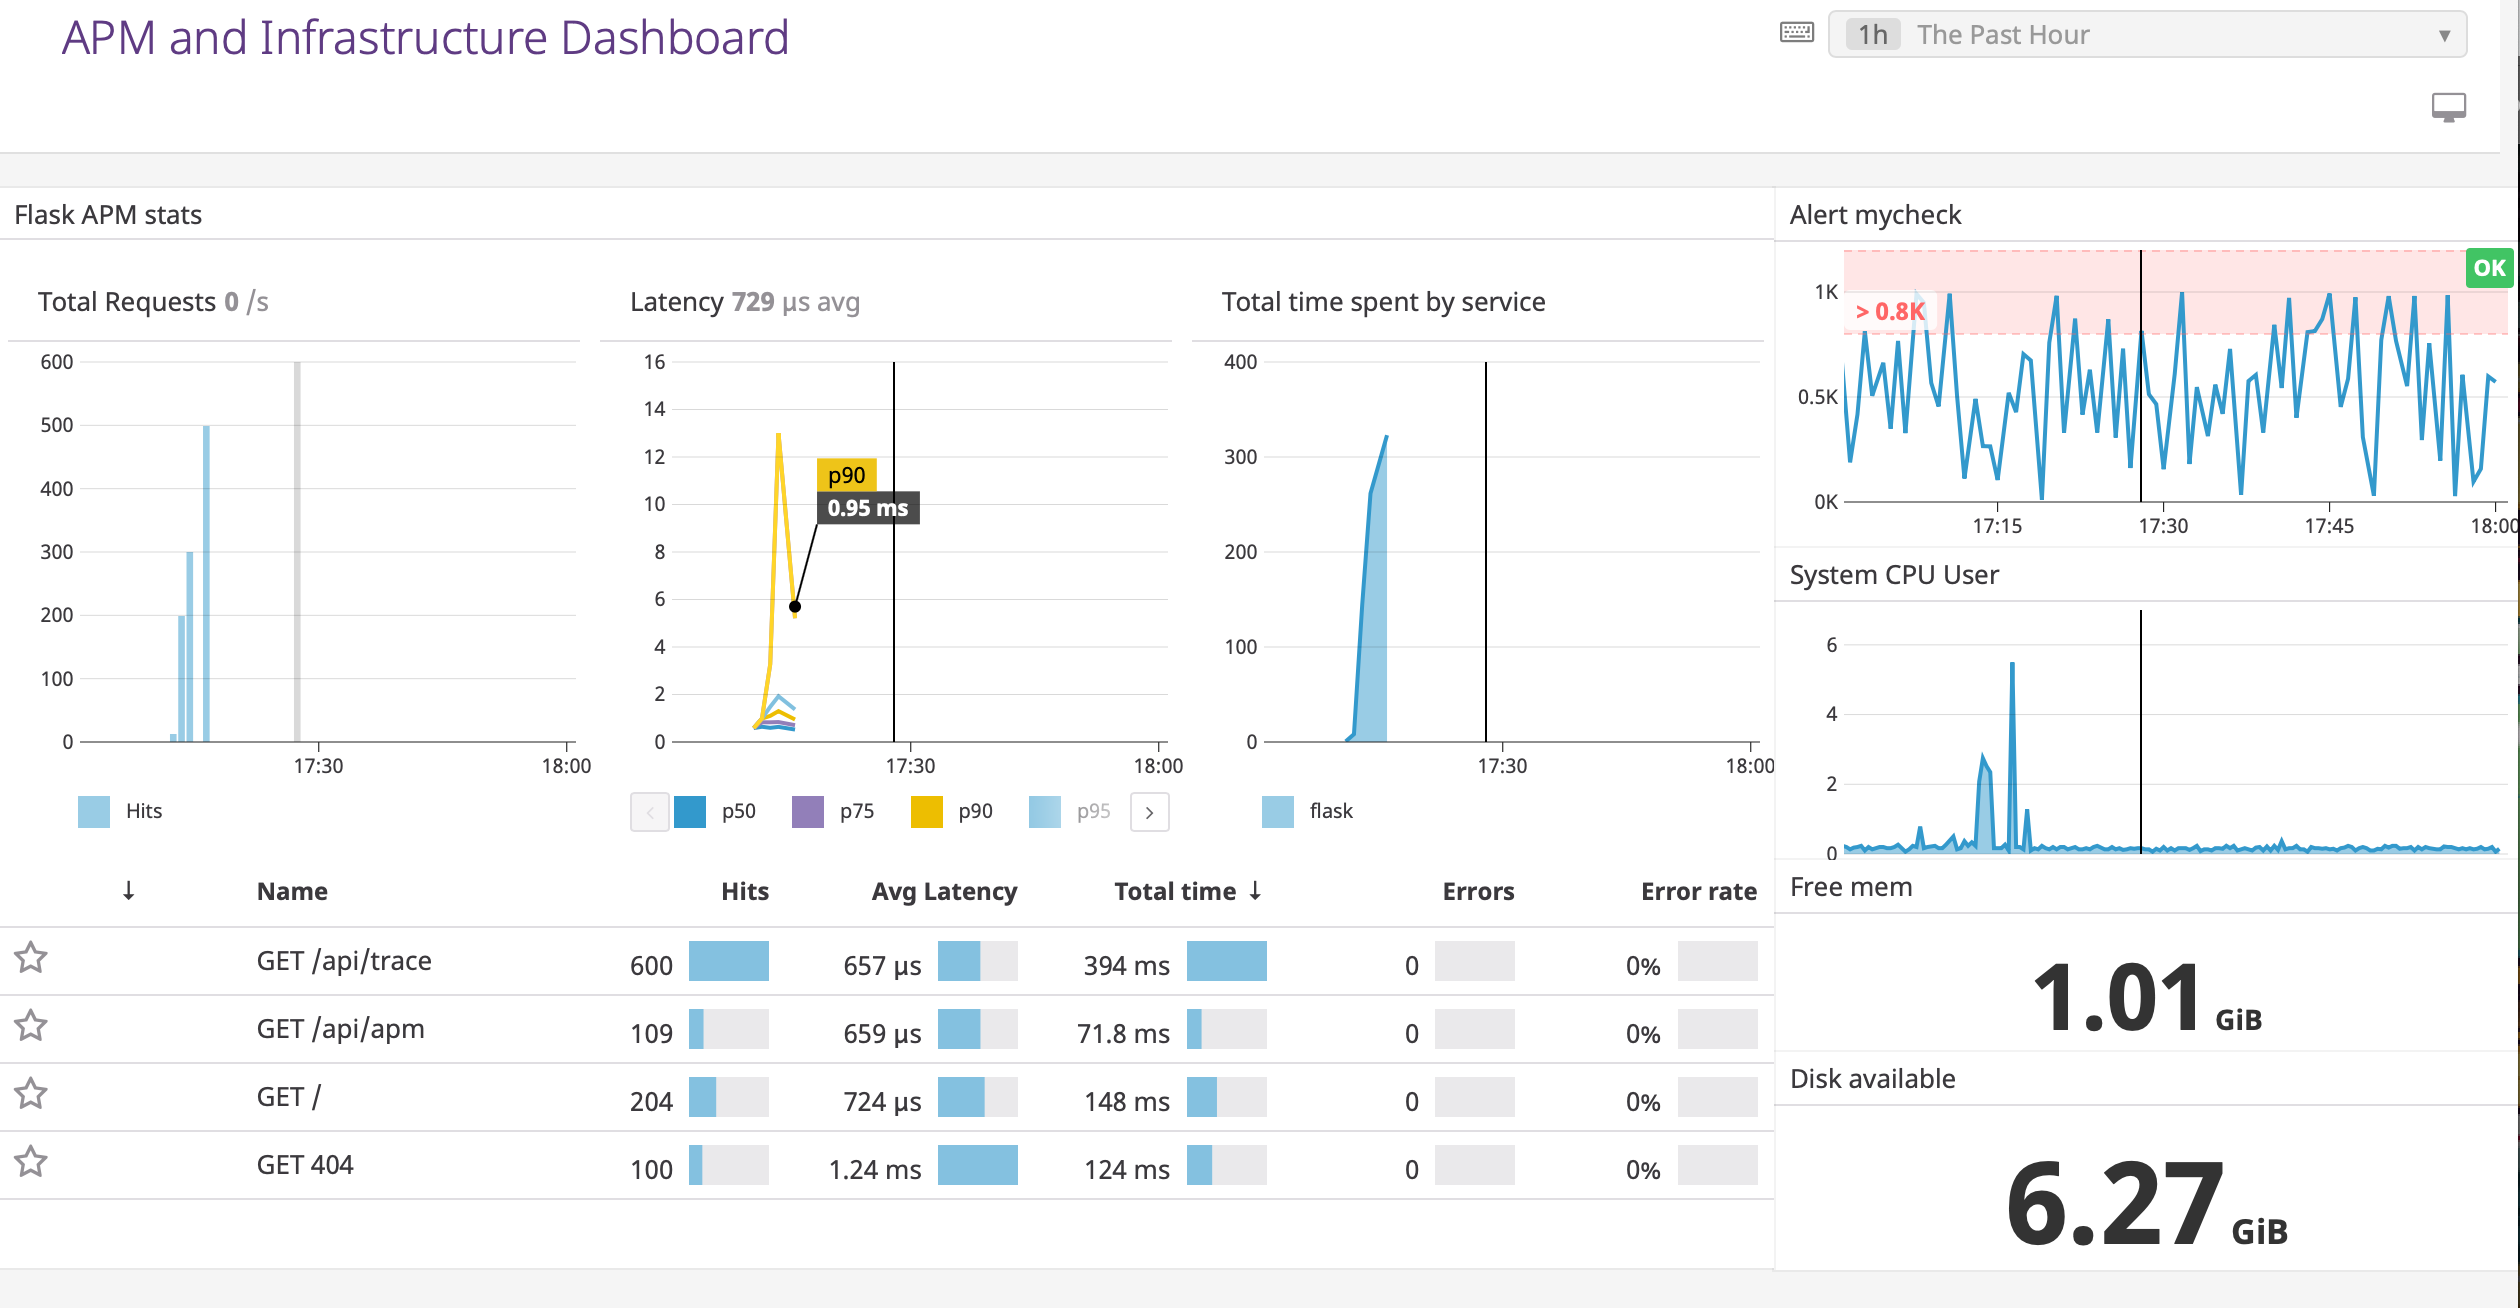 APM and Infrastructure Dashboard
1h The Past Hour
Flask APM stats
Total Requests 0 /s
600
500
400
300
200
100
0
17:30 18:00
Hits
Latency 729 µs avg
16
14
12
10
8
6
4
2
0
p90
0.95 ms
17:30 18:00
p50 p75 p90 p95
Total time spent by service
400
300
200
100
0
17:30 18:00
flask
Name Hits Avg Latency Total time Errors Error rate
GET /api/trace 600 657 µs 394 ms 0 0%
GET /api/apm 109 659 µs 71.8 ms 0 0%
GET / 204 724 µs 148 ms 0 0%
GET 404 100 1.24 ms 124 ms 0 0%
Alert mycheck
OK
1K
> 0.8K
0.5K
0K
17:15 17:30 17:45 18:00
System CPU User
6
4
2
0
Free mem
1.01 GiB
Disk available
6.27 GiB